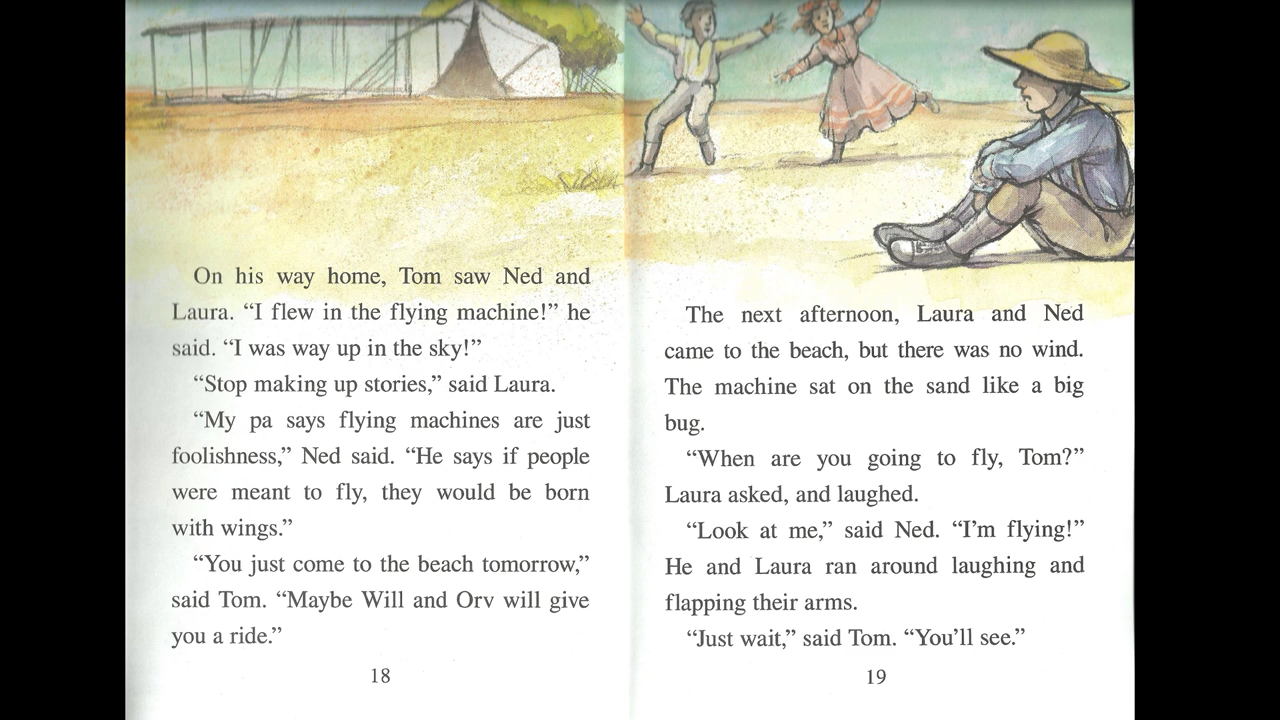 On his way home, Tom saw Ned and
Laura. “I flew in the flying machine!” he
said. “I was way up in the sky!”
“Stop making up stories,” said Laura.
“My pa says flying machines are just
foolishness,” Ned said. “He says if people
were meant to fly, they would be born
with wings.”
“You just come to the beach tomorrow,”
said Tom. “Maybe Will and Orv will give
you a ride.”
18
The next afternoon, Laura and Ned
came to the beach, but there was no wind.
The machine sat on the sand like a big
bug.
“When are you going to fly, Tom?”
Laura asked, and laughed.
“Look at me,” said Ned. “I’m flying!”
He and Laura ran around laughing and
flapping their arms.
“Just wait,” said Tom. “You’ll see.”
19